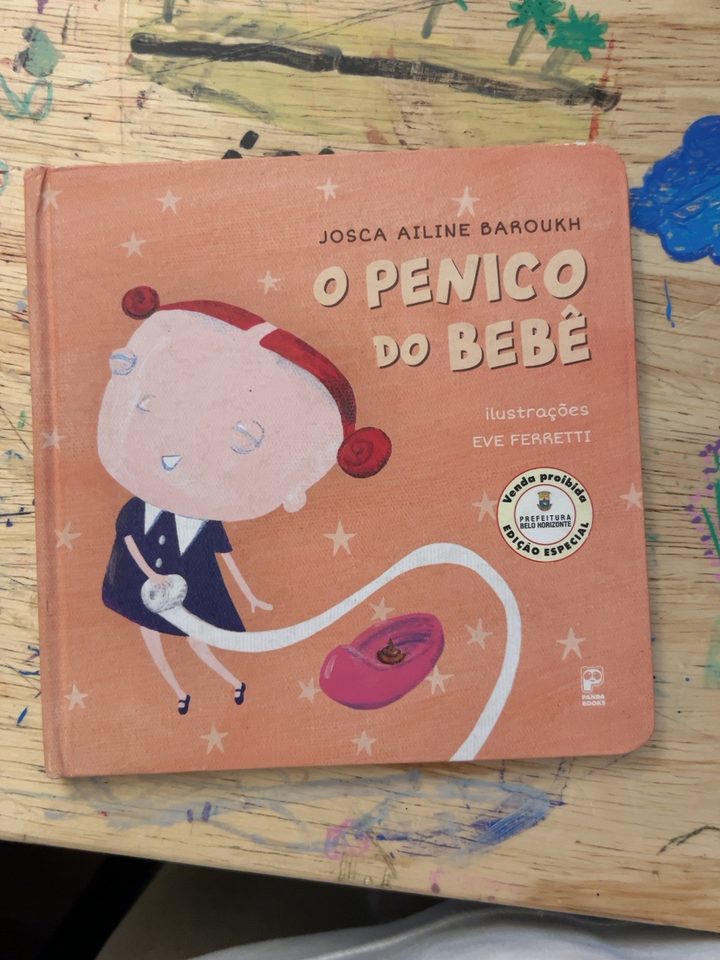 JOSCA AILINE BAROUKH
O PENICO
DO BEBÊ
ilustrações
EVE FERRETTI
Venda proibida
PREFEITURA
BELO HORIZONTE
EDIÇÃO ESPECIAL
PANDA
BOOKS